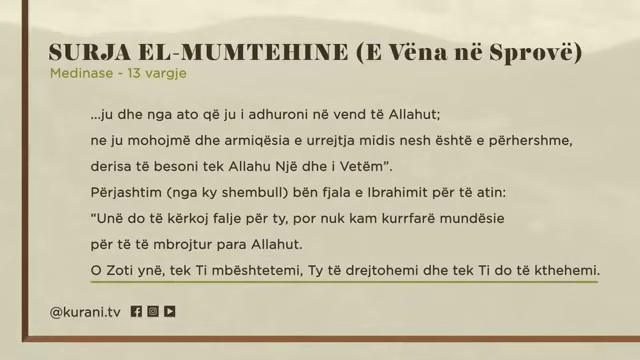 SURJA EL-MUMTEHINE (E Vëna në Sprovë)
Medinase - 13 vargje
...ju dhe nga ato që ju i adhuroni në vend të Allahut;
ne ju mohojmë dhe armiqësia e urrejtja midis nesh është e përhershme,
derisa të besoni tek Allahu Një dhe i Vetëm”.
Përjashtim (nga ky shembull) bën fjala e Ibrahimit për të atin:
“Unë do të kërkoj falje për ty, por nuk kam kurrfarë mundësie
për të të mbrojtur para Allahut.
O Zoti ynë, tek Ti mbështetemi, Ty të drejtohemi dhe tek Ti do të kthehemi.
@kurani.tv